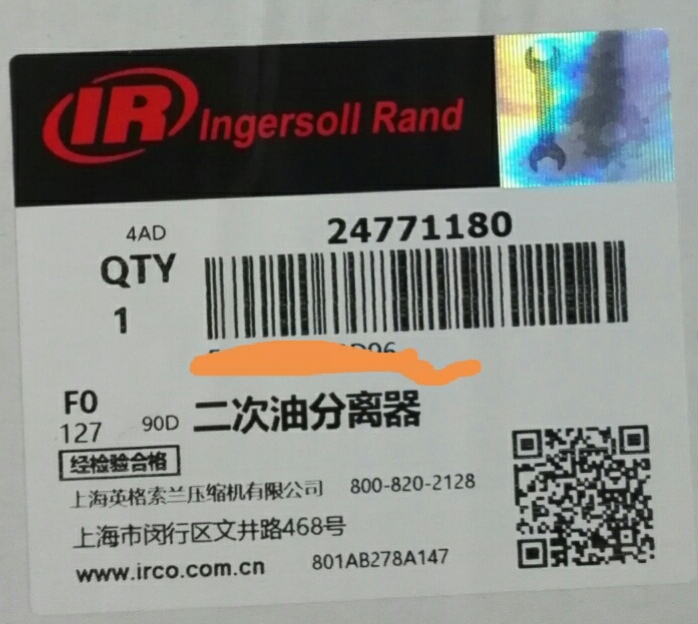 IR Ingersoll Rand
4AD
24771180
QTY
1
F0
127
90D
二次油分离器
经检验合格
上海英格索兰压缩机有限公司 800-820-2128
上海市闵行区文井路468号
www.irco.com.cn 801AB278A147